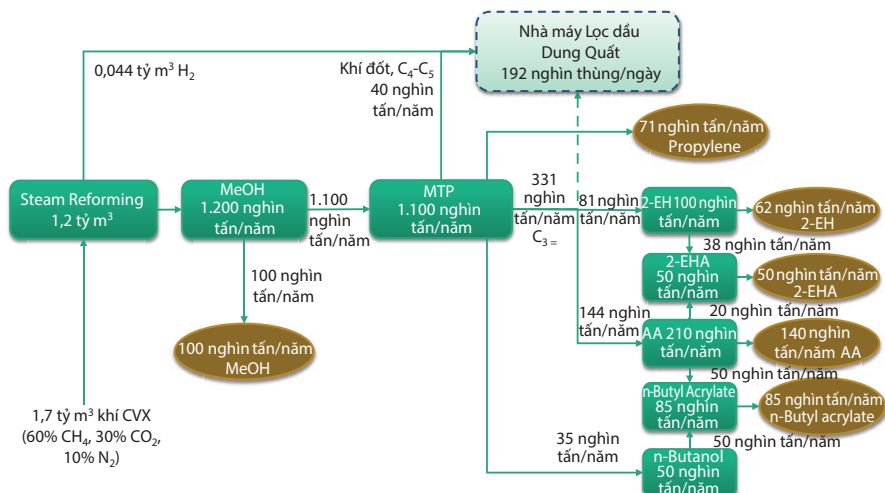 Nhà máy Lọc dầu
Dung Quất
192 nghìn thùng/ngày
0,044 tỷ m³ H₂
Khí đốt, C₄-C₅
40 nghìn
tấn/năm
71 nghìn tấn/năm
Propylene
Steam Reforming
1,2 tỷ m³
MeOH
1.200 nghìn
tấn/năm
1.100
nghìn
tấn/năm
MTP
1.100 nghìn
tấn/năm
331
nghìn
tấn/năm
C₃ =
81 nghìn
tấn/năm
2-EH 100 nghìn
tấn/năm
62 nghìn tấn/năm
2-EH
38 nghìn tấn/năm
2-EHA
50 nghìn
tấn/năm
50 nghìn tấn/năm
2-EHA
20 nghìn tấn/năm
144 nghìn
tấn/năm
AA 210 nghìn
tấn/năm
140 nghìn
tấn/năm AA
50 nghìn tấn/năm
n-Butyl Acrylate
85 nghìn
tấn/năm
85 nghìn tấn/năm
n-Butyl acrylate
50 nghìn tấn/năm
35 nghìn
tấn/năm
n-Butanol
50 nghìn
tấn/năm
100 nghìn
tấn/năm
100 nghìn tấn/năm
MeOH
1,7 tỷ m³ khí CVX
(60% CH₄, 30% CO₂,
10% N₂)